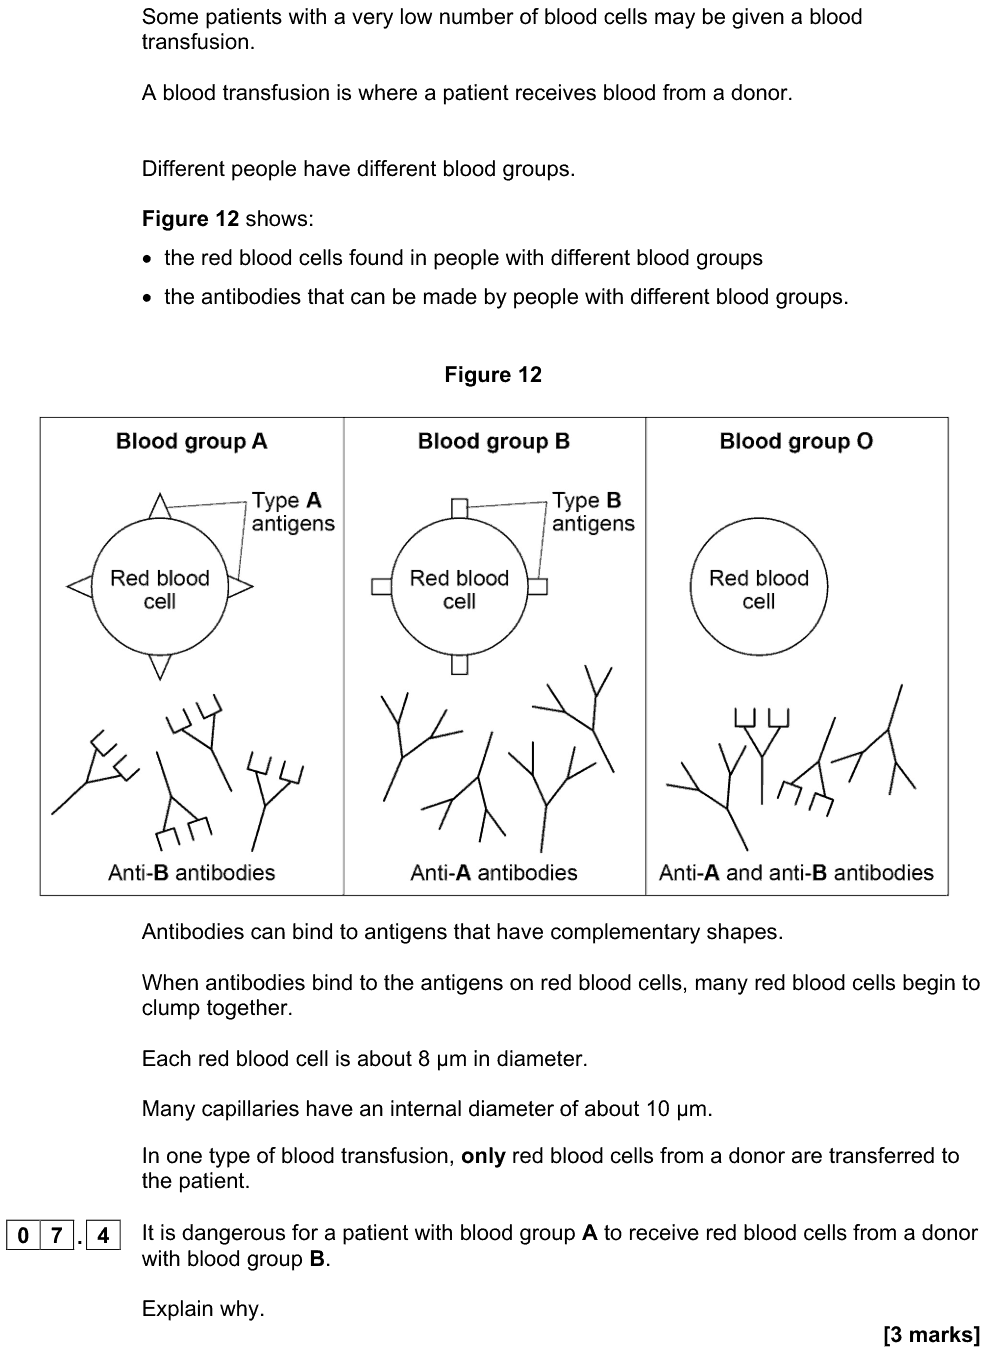 Some patients with a very low number of blood cells may be given a blood
transfusion.
A blood transfusion is where a patient receives blood from a donor.
Different people have different blood groups.
Figure 12 shows:
• the red blood cells found in people with different blood groups
• the antibodies that can be made by people with different blood groups.
Figure 12
Blood group A
Type A
antigens
Red blood
cell
Anti-B antibodies
Blood group B
Type B
antigens
Red blood
cell
Anti-A antibodies
Blood group O
Red blood
cell
Anti-A and anti-B antibodies
Antibodies can bind to antigens that have complementary shapes.
When antibodies bind to the antigens on red blood cells, many red blood cells begin to
clump together.
Each red blood cell is about 8 µm in diameter.
Many capillaries have an internal diameter of about 10 µm.
In one type of blood transfusion, only red blood cells from a donor are transferred to
the patient.
0 7 . 4 It is dangerous for a patient with blood group A to receive red blood cells from a donor
with blood group B.
Explain why.
[3 marks]